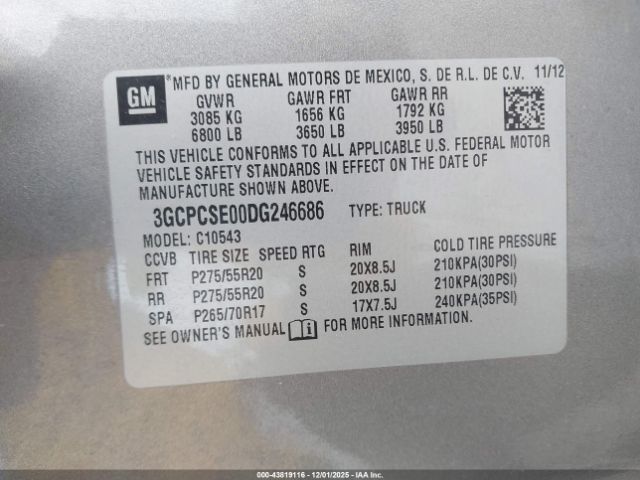 GM
*MFD BY GENERAL MOTORS DE MEXICO, S. DE R.L. DE C.V. 11/12
GVWR GAWR FRT GAWR RR
3085 KG 1656 KG 1792 KG
6800 LB 3650 LB 3950 LB
THIS VEHICLE CONFORMS TO ALL APPLICABLE U.S. FEDERAL MOTOR
VEHICLE SAFETY STANDARDS IN EFFECT ON THE DATE OF
MANUFACTURE SHOWN ABOVE.
3GCPCSE00DG246686 TYPE: TRUCK
MODEL: C10543
CCVB TIRE SIZE SPEED RTG RIM COLD TIRE PRESSURE
FRT P275/55R20 S 20X8.5J 210KPA(30PSI)
RR P275/55R20 S 20X8.5J 210KPA(30PSI)
SPA P265/70R17 S 17X7.5J 240KPA(35PSI)
SEE OWNER'S MANUAL i FOR MORE INFORMATION.
000-43819116 - 12/01/2025 - IAA.COM